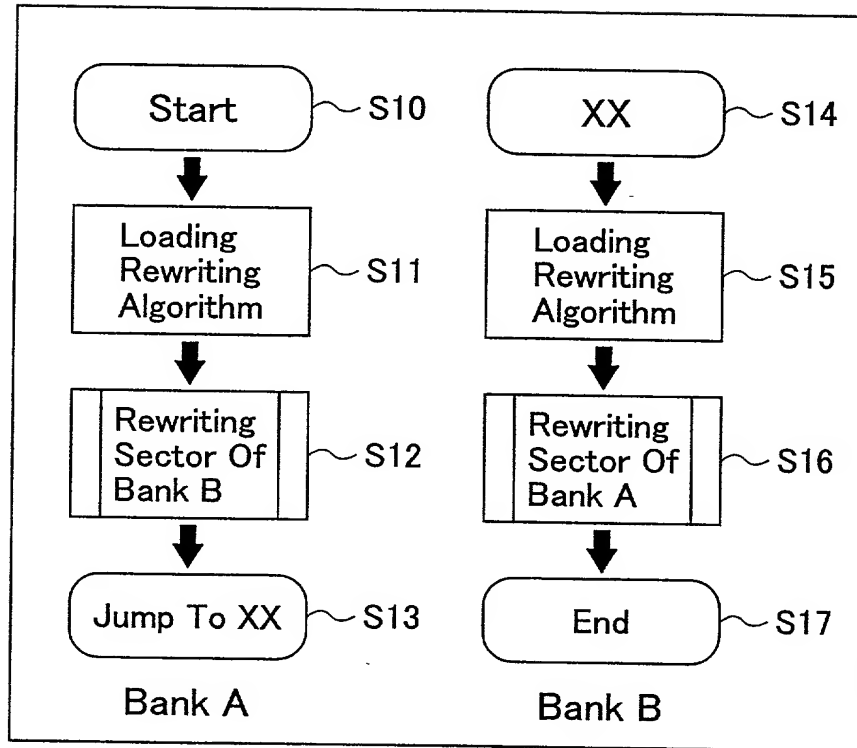 Start
S10
Loading
Rewriting
Algorithm
S11
Rewriting
Sector Of
Bank B
S12
Jump To XX
S13
Bank A
XX
S14
Loading
Rewriting
Algorithm
S15
Rewriting
Sector Of
Bank A
S16
End
S17
Bank B